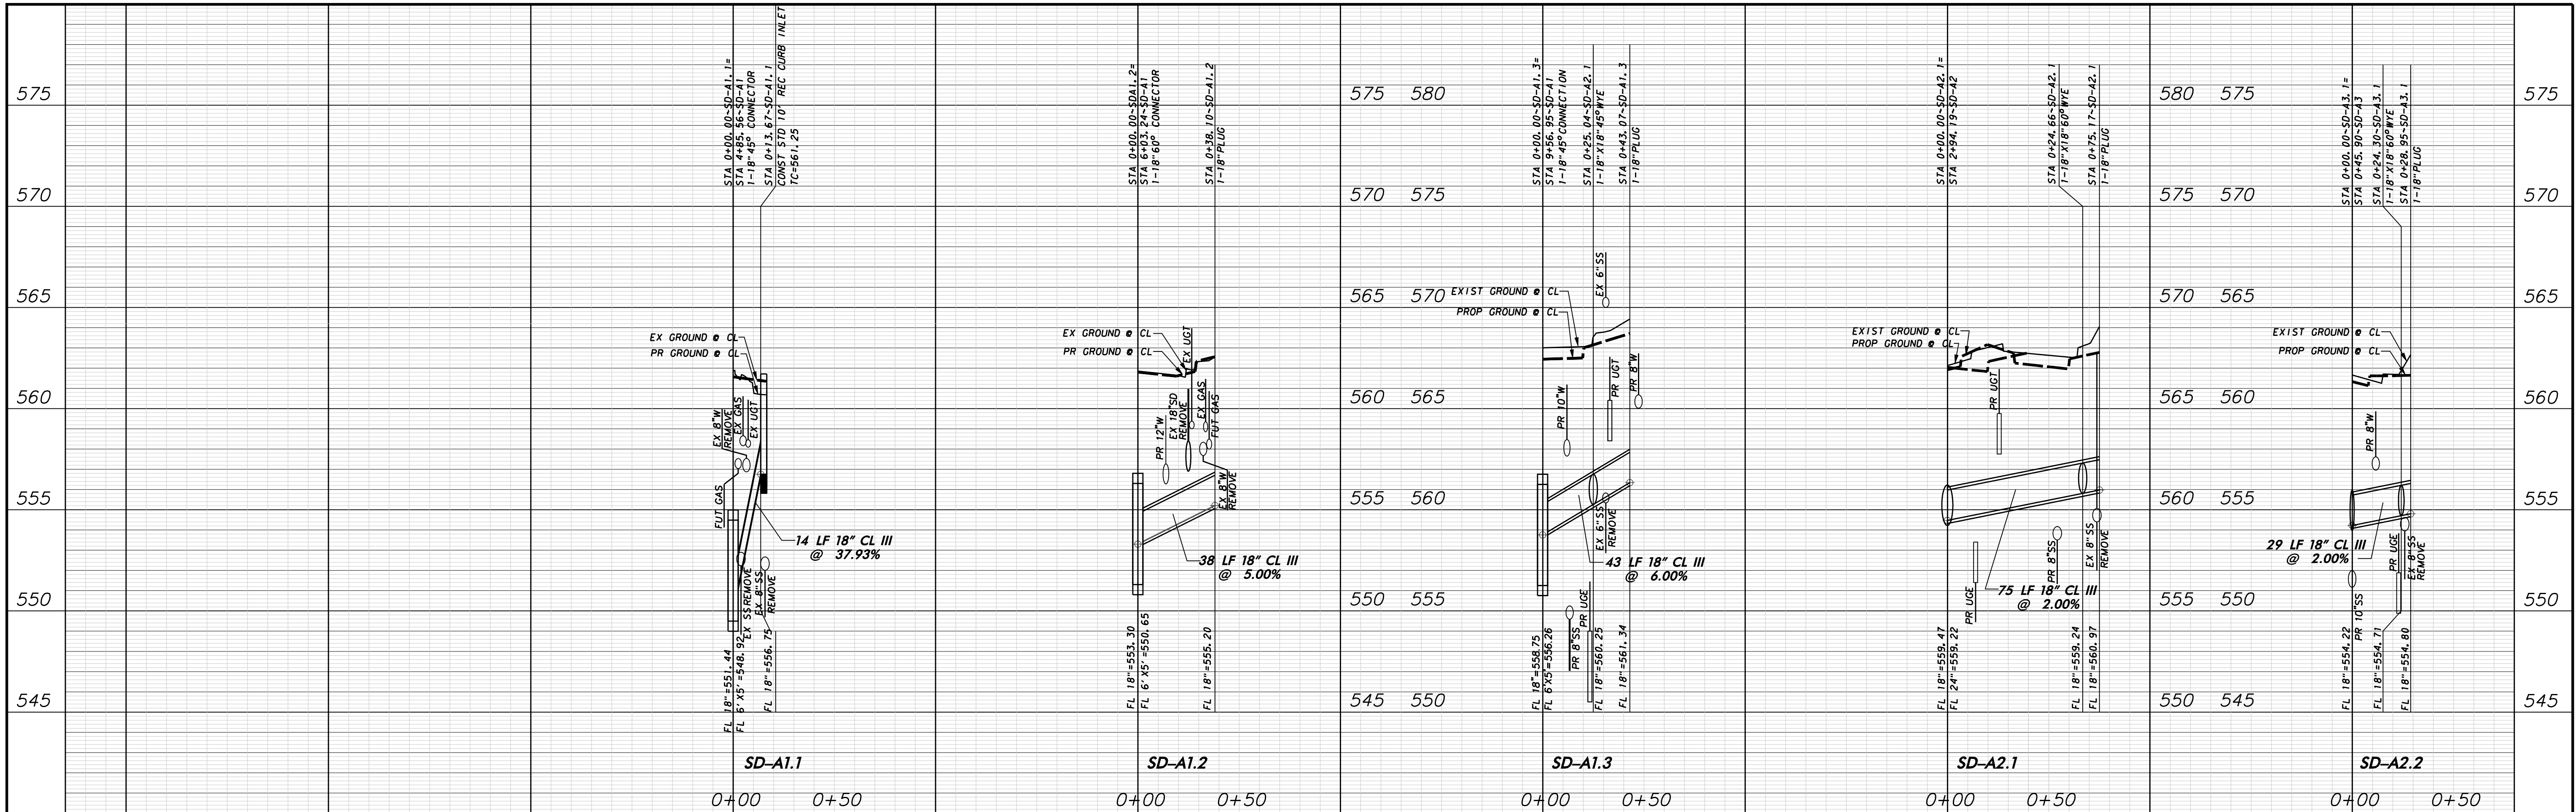 STA 0+00.00~SD-A1.1=
STA 4+85.56~SD-A1
1-18"45° CONNECTOR
STA 0+13.67~SD-A1.1
CONST STD 10' REC CURB INLET
TC=561.25
EX GROUND @ CL
PR GROUND @ CL
EX 8"W
REMOVE
EX GAS
EX UGT
FUT GAS
14 LF 18" CL III
@ 37.93%
EX SS REMOVE
EX 8"SS
REMOVE
FL 18"=551.44
FL 6'X5'=548.92
FL 18"=556.75
SD-A1.1
0+00
0+50
STA 0+00.00~SDA1.2=
STA 6+03.24~SD-A1
1-18"60° CONNECTOR
STA 0+38.10~SD-A1.2
1-18"PLUG
EX GROUND @ CL
PR GROUND @ CL
EX UGT
PR 12"W
EX 18"SD
REMOVE
EX GAS
FUT GAS
EX 8"W
REMOVE
38 LF 18" CL III
@ 5.00%
FL 18"=553.30
FL 6'X5'=550.65
FL 18"=555.20
SD-A1.2
0+00
0+50
STA 0+00.00~SD-A1.3=
STA 9+56.95~SD-A1
1-18"45°CONNECTION
STA 0+25.04~SD-A2.1
1-18"X18"45°WYE
STA 0+43.07~SD-A1.3
1-18"PLUG
EX 6"SS
EXIST GROUND @ CL
PROP GROUND @ CL
PR 10"W
PR UGT
PR 8"W
EX 6"SS
REMOVE
43 LF 18" CL III
@ 6.00%
PR UGE
PR 8"SS
FL 18"=558.75
FL 6'X5'=556.26
FL 18"=560.25
FL 18"=561.34
SD-A1.3
0+00
0+50
STA 0+00.00~SD-A2.1=
STA 2+94.19~SD-A2
STA 0+24.66~SD-A2.1
1-18"X18"60°WYE
STA 0+75.17~SD-A2.1
1-18"PLUG
EXIST GROUND @ CL
PROP GROUND @ CL
PR UGT
PR UGE
PR 8"SS
EX 8"SS
REMOVE
75 LF 18" CL III
@ 2.00%
FL 18"=559.47
FL 24"=559.22
FL 18"=559.24
FL 18"=560.97
SD-A2.1
0+00
0+50
STA 0+00.00~SD-A3.1=
STA 0+45.90~SD-A3
STA 0+24.30~SD-A3.1
1-18"X18"60°WYE
STA 0+28.95~SD-A3.1
1-18"PLUG
EXIST GROUND @ CL
PROP GROUND @ CL
PR 8"W
29 LF 18" CL III
@ 2.00%
PR UGE
EX 8"SS
REMOVE
PR 10"SS
FL 18"=554.22
FL 18"=554.71
FL 18"=554.80
SD-A2.2
0+00
0+50
575
570
565
560
555
550
545
575 580
570 575
565 570
560 565
555 560
550 555
545 550
580 575
575 570
570 565
565 560
560 555
555 550
550 545
575
570
565
560
555
550
545